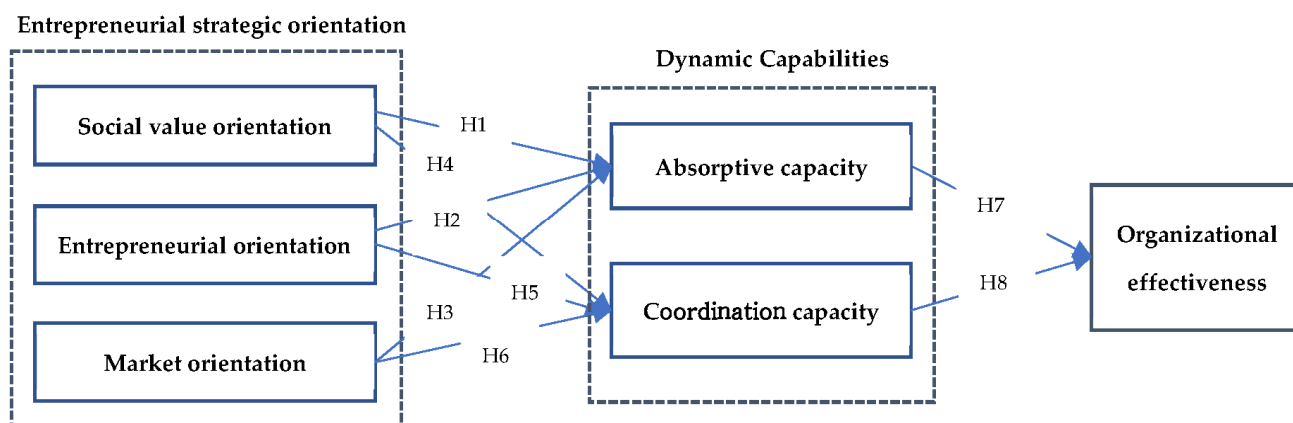 Entrepreneurial strategic orientation
Social value orientation
Entrepreneurial orientation
Market orientation
H1
H4
H2
H5
H3
H6
Dynamic Capabilities
Absorptive capacity
Coordination capacity
H7
H8
Organizational
effectiveness